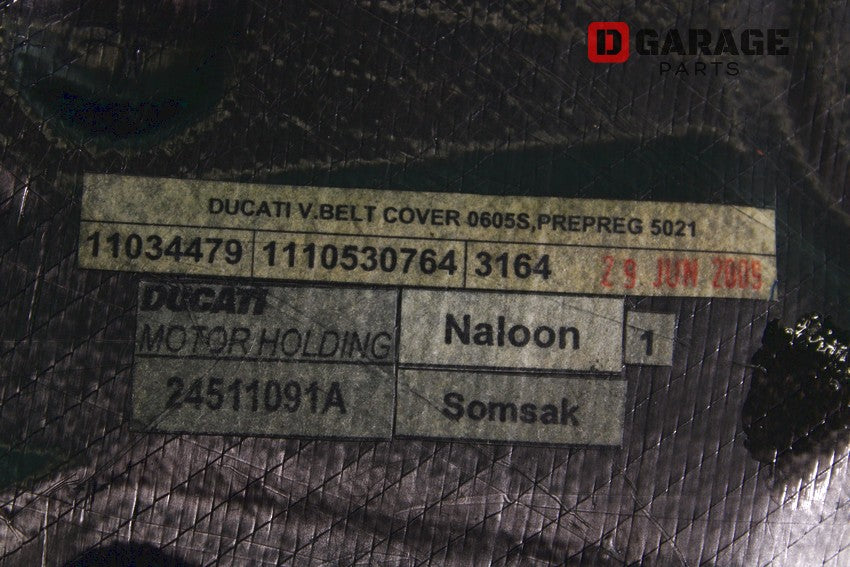 D GARAGE
PARTS
DUCATI V.BELT COVER 0605S,PREPREG 5021
11034479 1110530764 3164 29 JUN 2009
DUCATI
MOTOR HOLDING
24511091A
Naloon 1
Somsak